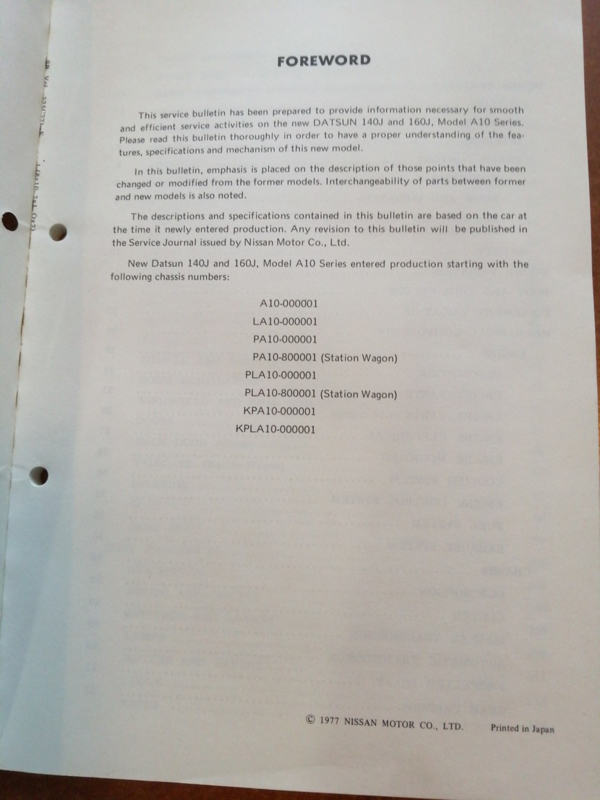 FOREWORD
This service bulletin has been prepared to provide information necessary for smooth
and efficient service activities on the new DATSUN 140J and 160J, Model A10 Series.
Please read this bulletin thoroughly in order to have a proper understanding of the fea-
tures, specifications and mechanism of this new model.
In this bulletin, emphasis is placed on the description of those points that have been
changed or modified from the former models. Interchangeability of parts between former
and new models is also noted.
The descriptions and specifications contained in this bulletin are based on the car at
the time it newly entered production. Any revision to this bulletin will be published in
the Service Journal issued by Nissan Motor Co., Ltd.
New Datsun 140J and 160J, Model A10 Series entered production starting with the
following chassis numbers:
A10-000001
LA10-000001
PA10-000001
PA10-800001 (Station Wagon)
PLA10-000001
PLA10-800001 (Station Wagon)
KPA10-000001
KPLA10-000001
© 1977 NISSAN MOTOR CO., LTD. Printed in Japan